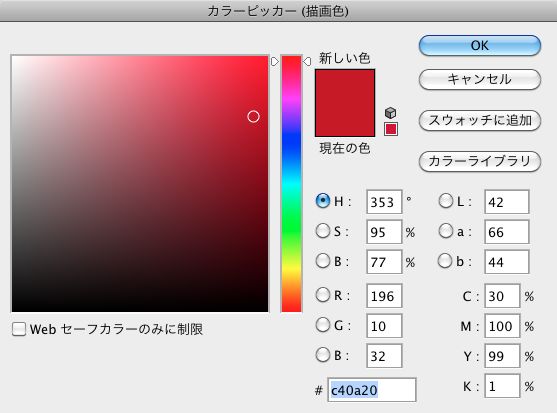 カラーピッカー (描画色)
新しい色
現在の色
OK
キャンセル
スウォッチに追加
カラーライブラリ
H : 353 °
S : 95 %
B : 77 %
R : 196
G : 10
B : 32
# c40a20
L : 42
a : 66
b : 44
C : 30 %
M : 100 %
Y : 99 %
K : 1 %
Web セーフカラーのみに制限